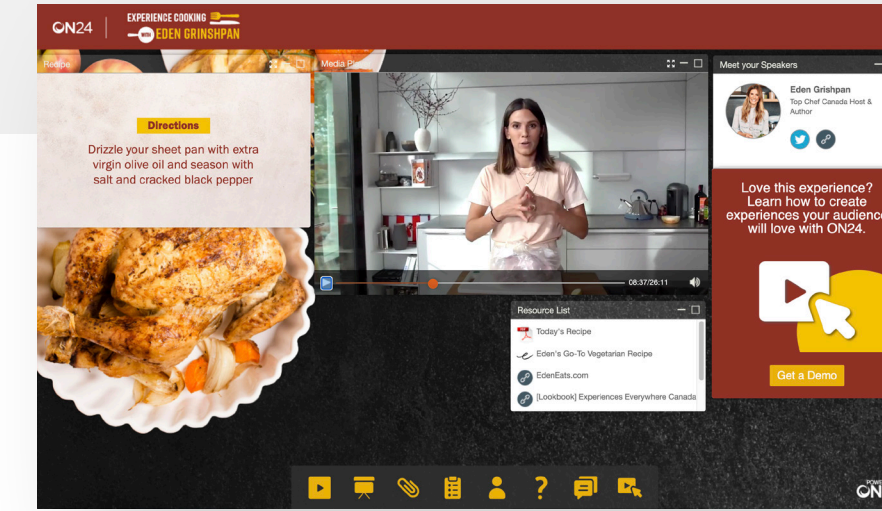 ON24
EXPERIENCE COOKING
WITH EDEN GRINSHPAN
Recipe
Directions
Drizzle your sheet pan with extra
virgin olive oil and season with
salt and cracked black pepper
Media
08:37/26:11
Meet your Speakers
Eden Grishpan
Top Chef Canada Host &
Author
Love this experience?
Learn how to create
experiences your audience
will love with ON24.
Get a Demo
Resource List
Today's Recipe
Eden's Go-To Vegetarian Recipe
EdenEats.com
[Lookbook] Experiences Everywhere Canada